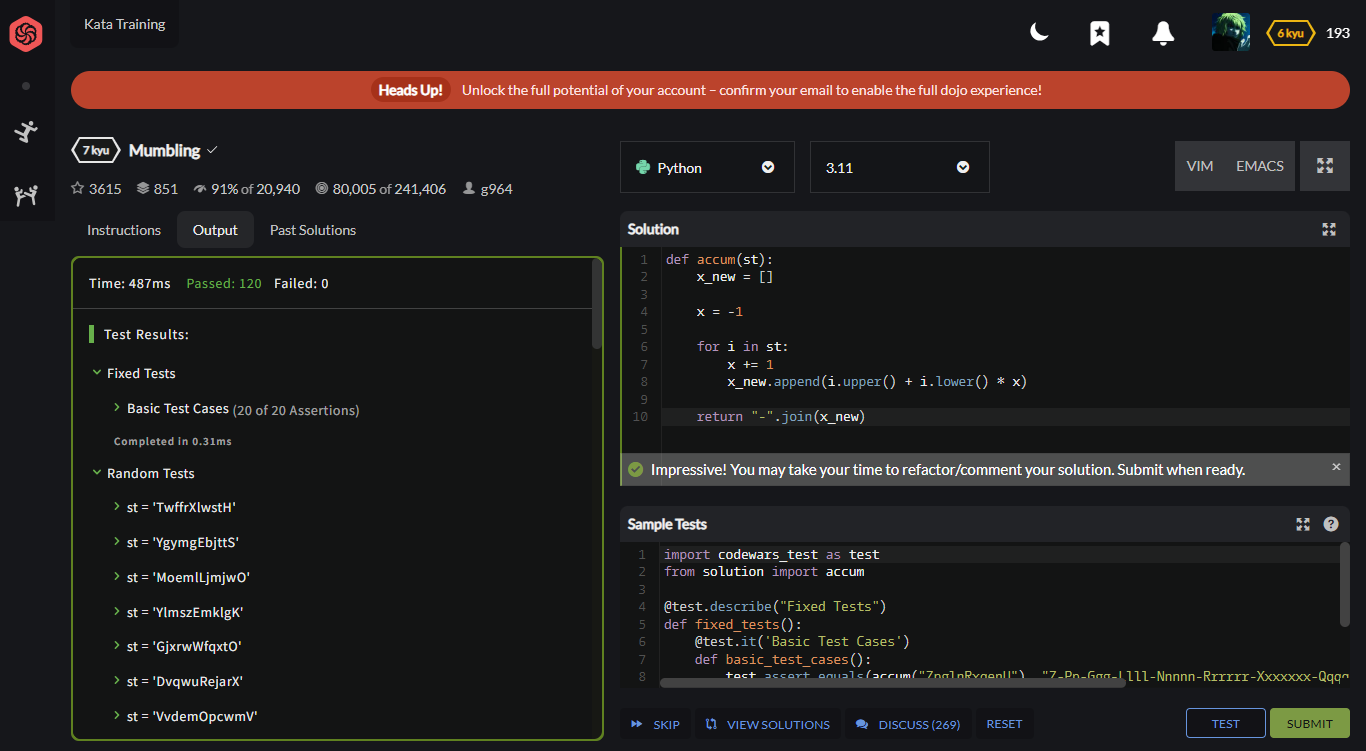 Kata Training
6 kyu 193
Heads Up! Unlock the full potential of your account – confirm your email to enable the full dojo experience!
7 kyu Mumbling
3615 851 91% of 20,940 80,005 of 241,406 g964
Instructions Output Past Solutions
Time: 487ms Passed: 120 Failed: 0
Test Results:
Fixed Tests
Basic Test Cases (20 of 20 Assertions)
Completed in 0.31ms
Random Tests
st = 'TwffrXlwstH'
st = 'YgymgEbjttS'
st = 'MoemlLjmjwO'
st = 'YlmszEmklgK'
st = 'GjxrwWfqxtO'
st = 'DvqwuRejarX'
st = 'VvdemOpcwmV'
Python 3.11 VIM EMACS
Solution
1 def accum(st):
2     x_new = []
3
4     x = -1
5
6     for i in st:
7         x += 1
8         x_new.append(i.upper() + i.lower() * x)
9
10     return "-".join(x_new)
Impressive! You may take your time to refactor/comment your solution. Submit when ready. ×
Sample Tests ?
1 import codewars_test as test
2 from solution import accum
3
4 @test.describe("Fixed Tests")
5 def fixed_tests():
6     @test.it('Basic Test Cases')
7     def basic_test_cases():
8         test.assert_equals(accum("ZpglnRxqenU"), "Z-Pp-Ggg-Llll-Nnnnn-Rrrrrr-Xxxxxxx-Qqqq
SKIP VIEW SOLUTIONS DISCUSS (269) RESET TEST SUBMIT